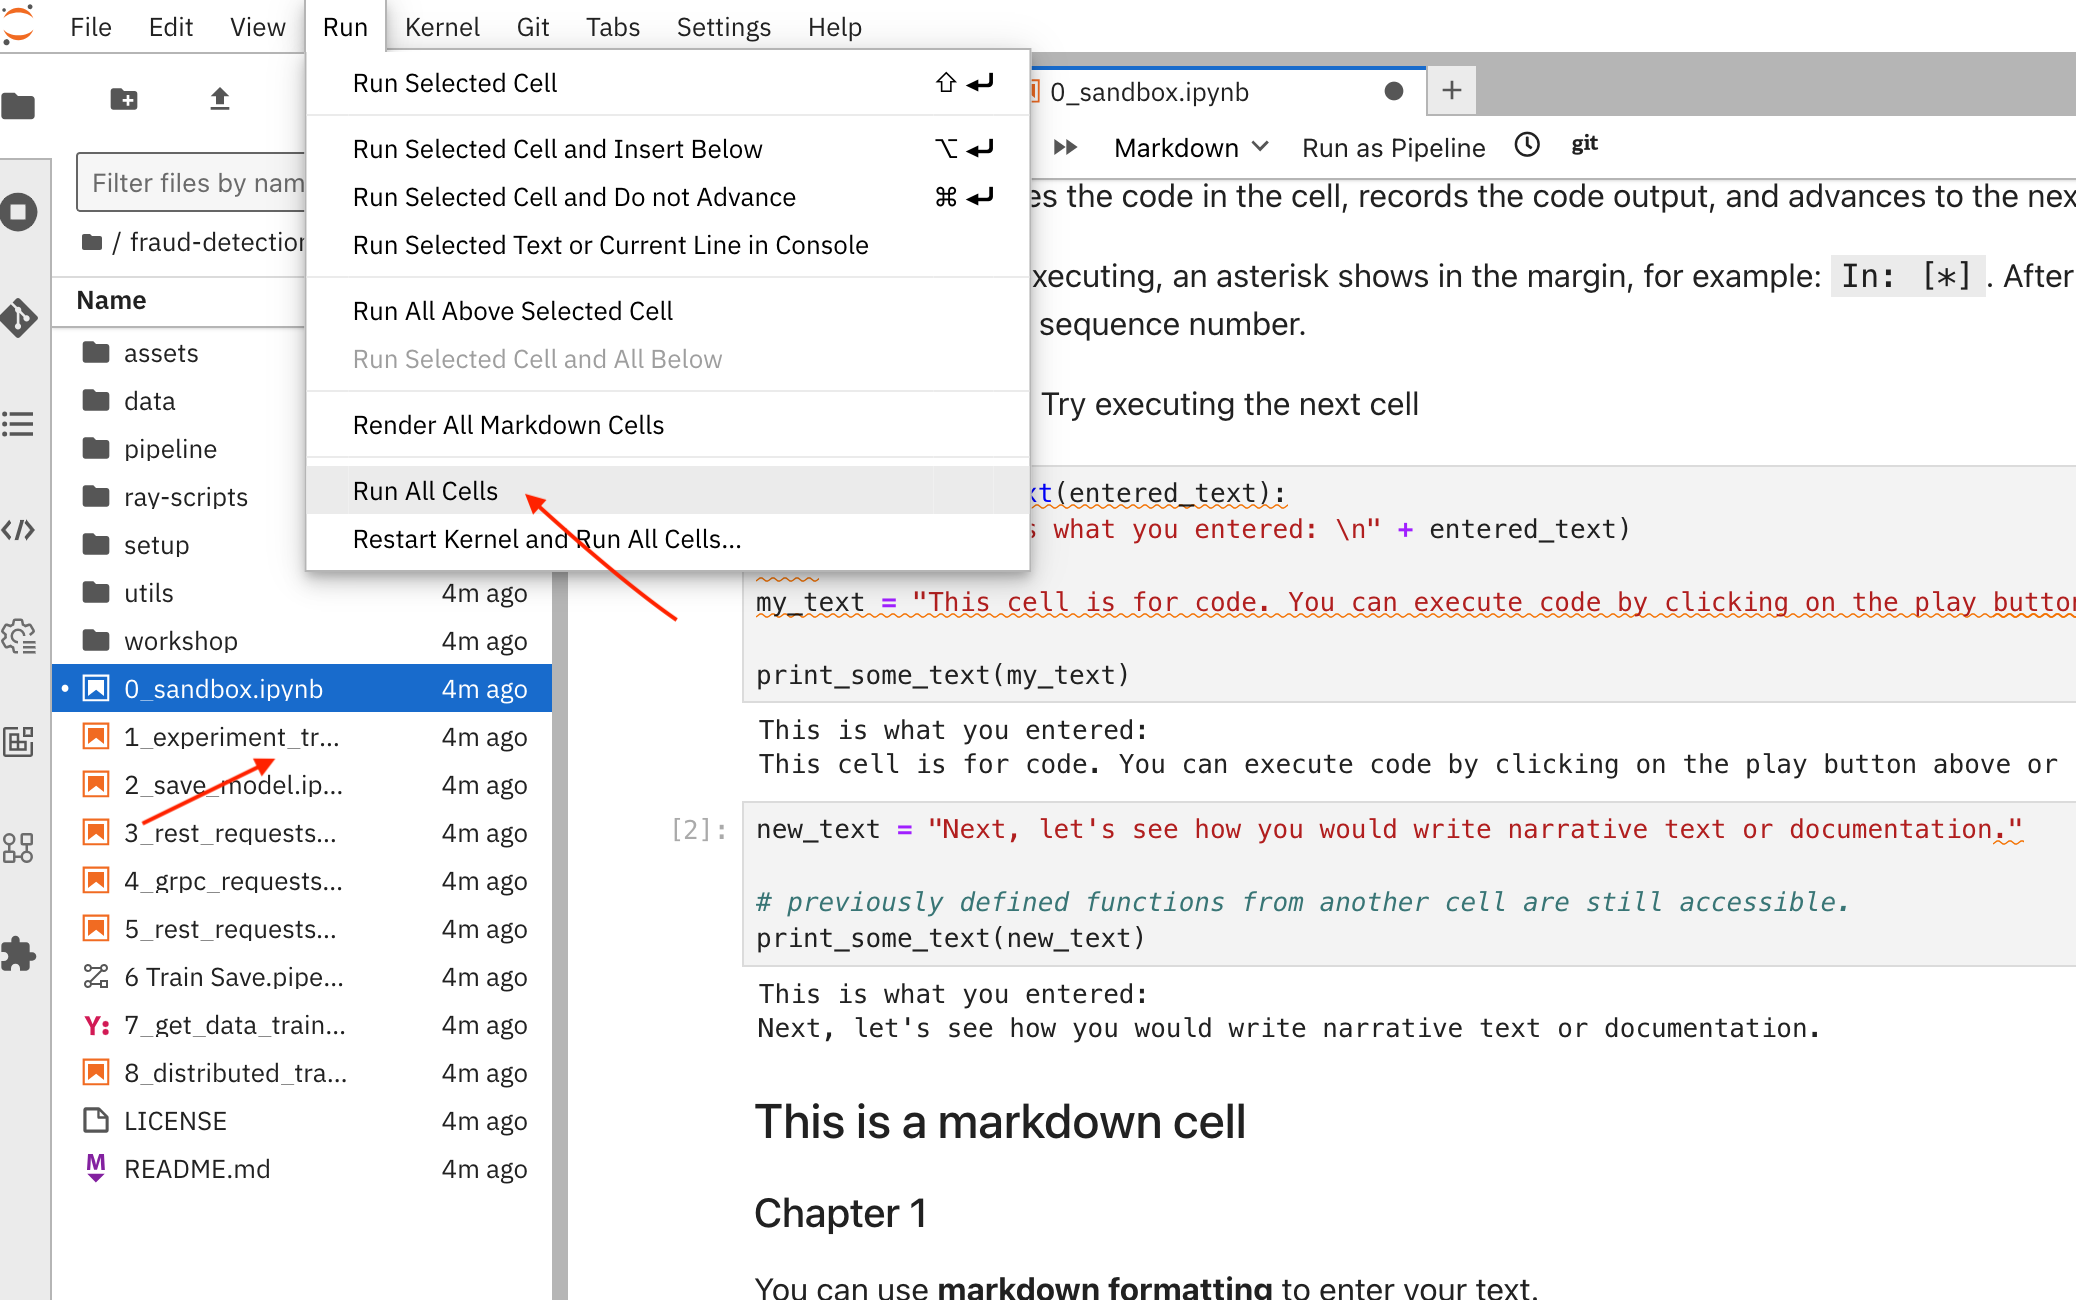 File Edit View Run Kernel Git Tabs Settings Help
Run Selected Cell ⇧ ↵
Run Selected Cell and Insert Below ⌥ ↵
Run Selected Cell and Do not Advance ⌘ ↵
Run Selected Text or Current Line in Console
Run All Above Selected Cell
Run Selected Cell and All Below
Render All Markdown Cells
Run All Cells
Restart Kernel and Run All Cells...
Filter files by nam
/ fraud-detection
Name
assets
data
pipeline
ray-scripts
setup
utils 4m ago
workshop 4m ago
• 0_sandbox.ipynb 4m ago
1_experiment_tr... 4m ago
2_save_model.ip... 4m ago
3_rest_requests... 4m ago
4_grpc_requests... 4m ago
5_rest_requests... 4m ago
6 Train Save.pipe... 4m ago
Y: 7_get_data_train... 4m ago
8_distributed_tra... 4m ago
LICENSE 4m ago
M README.md 4m ago
0_sandbox.ipynb ● +
Markdown Run as Pipeline git
es the code in the cell, records the code output, and advances to the nex
xecuting, an asterisk shows in the margin, for example: In: [*]. After
sequence number.
Try executing the next cell
xt(entered_text):
s what you entered: \n" + entered_text)
my_text = "This cell is for code. You can execute code by clicking on the play button
print_some_text(my_text)
This is what you entered:
This cell is for code. You can execute code by clicking on the play button above or
[2]: new_text = "Next, let's see how you would write narrative text or documentation."
# previously defined functions from another cell are still accessible.
print_some_text(new_text)
This is what you entered:
Next, let's see how you would write narrative text or documentation.
This is a markdown cell
Chapter 1
You can use markdown formatting to enter your text.